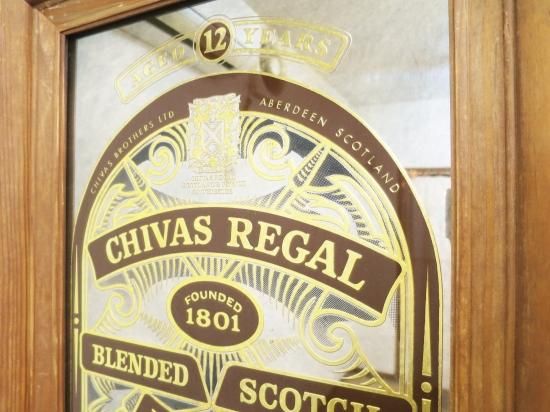 AGED 12 YEARS
CHIVAS BROTHERS LTD
ABERDEEN SCOTLAND
CHIVAS REGAL
FOUNDED
1801
BLENDED
SCOTCH